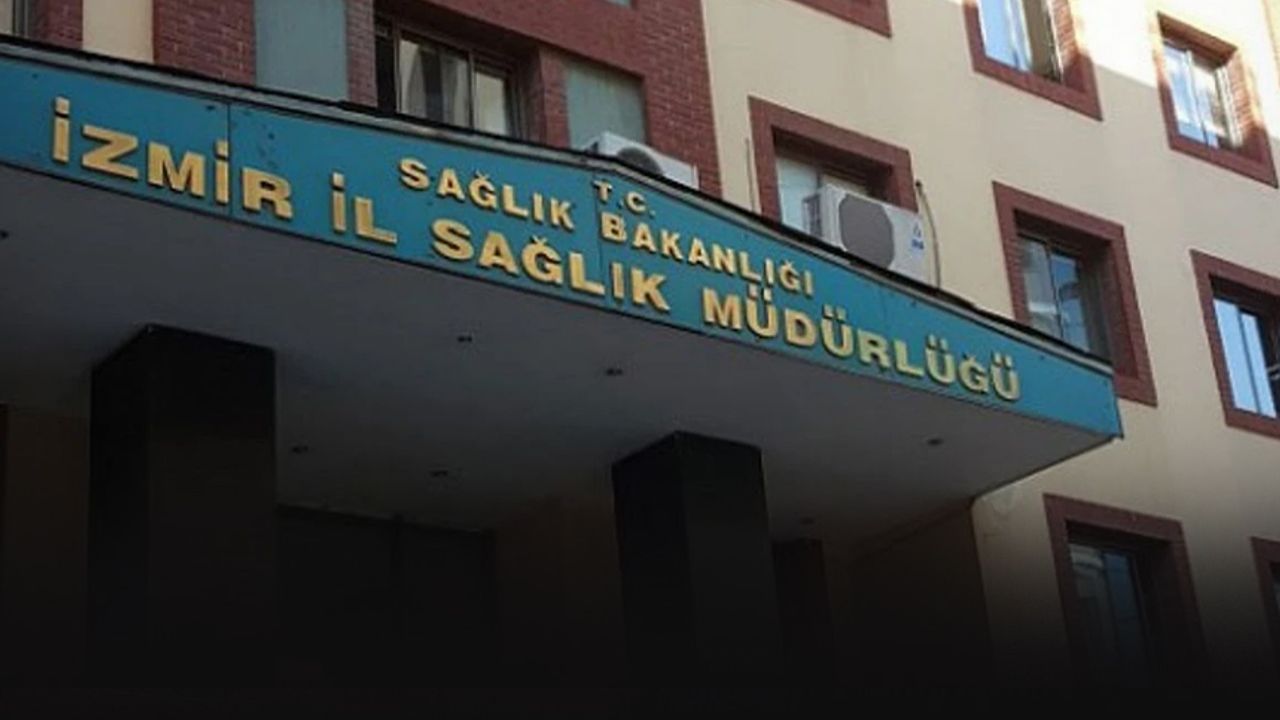 T.C.
SAĞLIK BAKANLIĞI
İZMİR İL SAĞLIK MÜDÜRLÜĞÜ